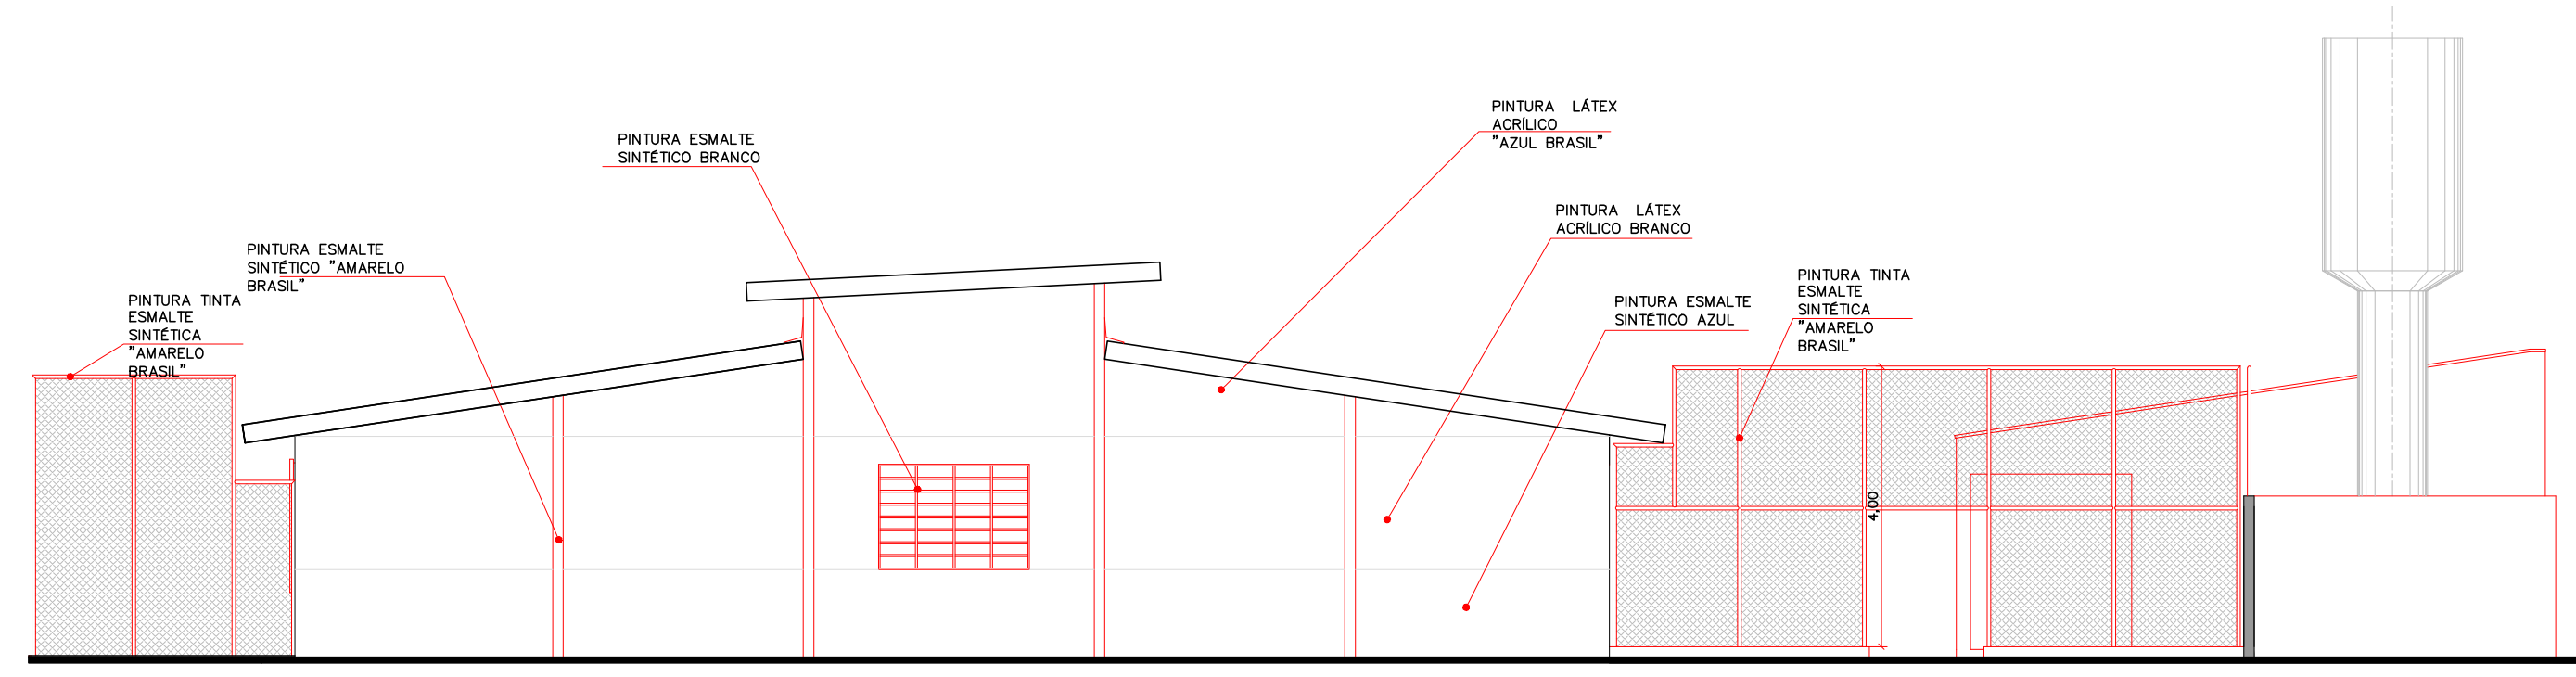 PINTURA TINTA
ESMALTE
SINTÉTICA
"AMARELO
BRASIL"
PINTURA ESMALTE
SINTÉTICO "AMARELO
BRASIL"
PINTURA ESMALTE
SINTÉTICO BRANCO
PINTURA LÁTEX
ACRÍLICO
"AZUL BRASIL"
PINTURA LÁTEX
ACRÍLICO BRANCO
PINTURA ESMALTE
SINTÉTICO AZUL
PINTURA TINTA
ESMALTE
SINTÉTICA
"AMARELO
BRASIL"
4,00